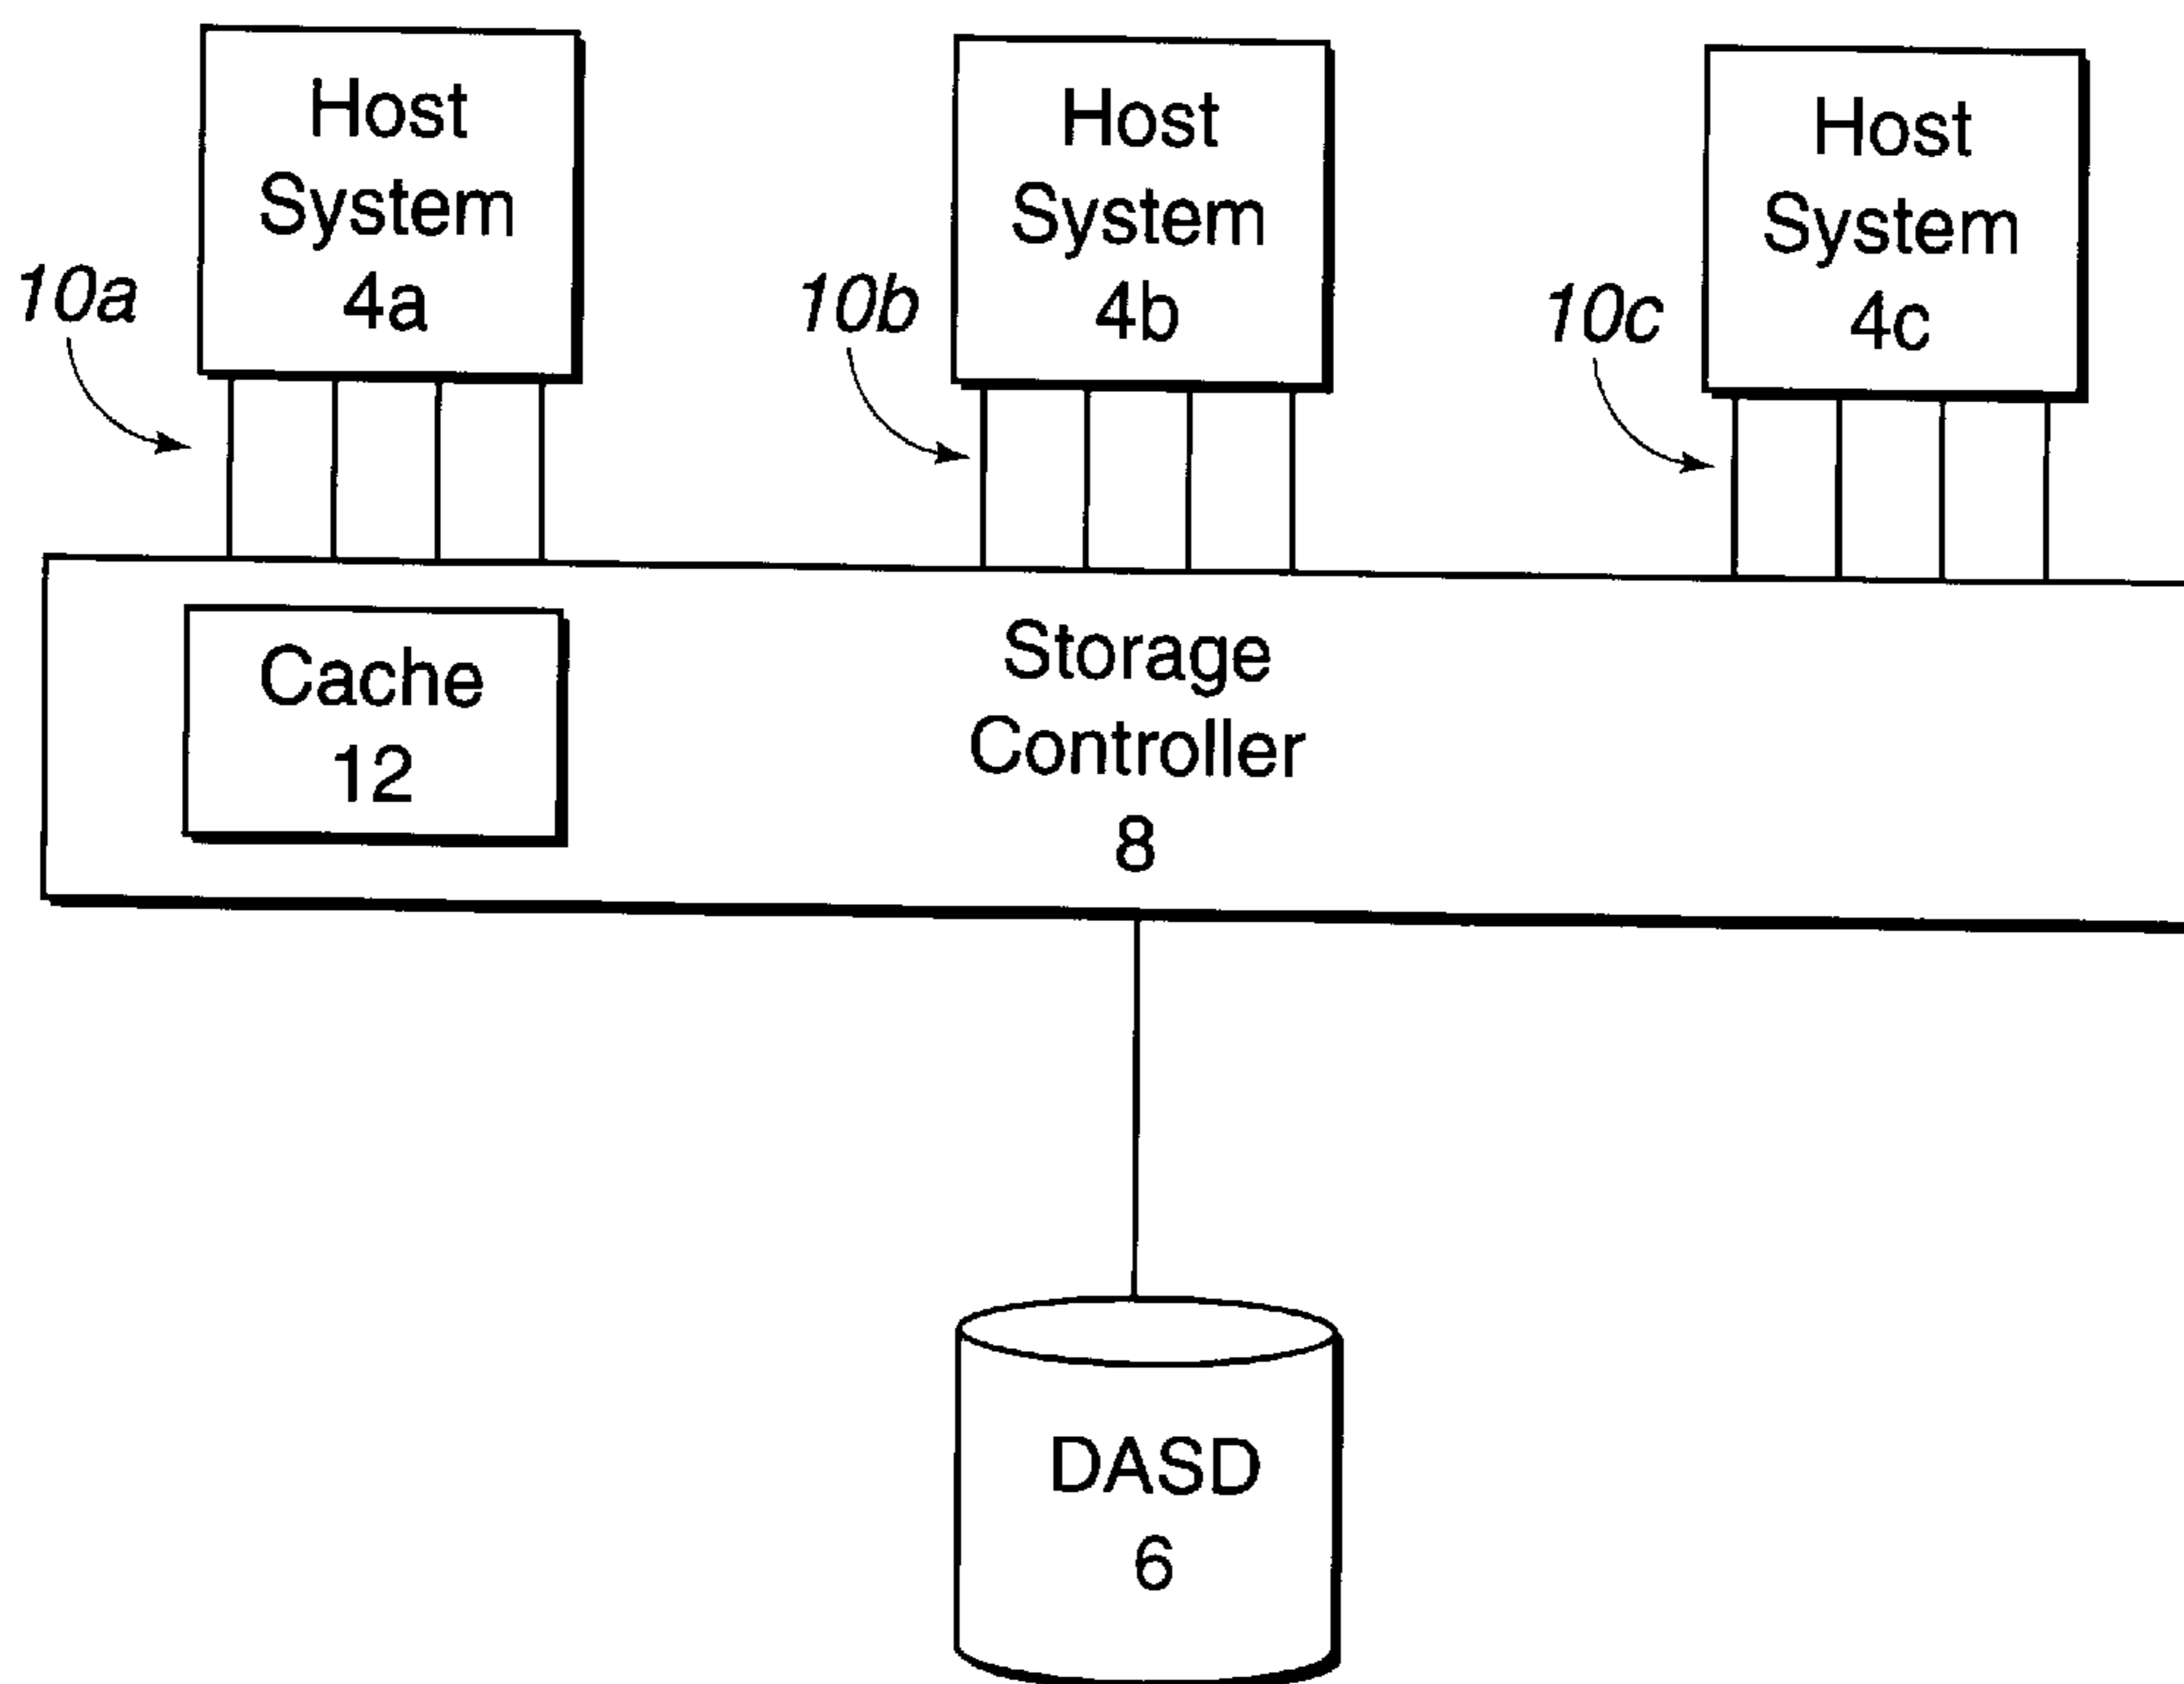 Host
System
4a
Host
System
4b
Host
System
4c
10a
10b
10c
Cache
12
Storage
Controller
8
DASD
6